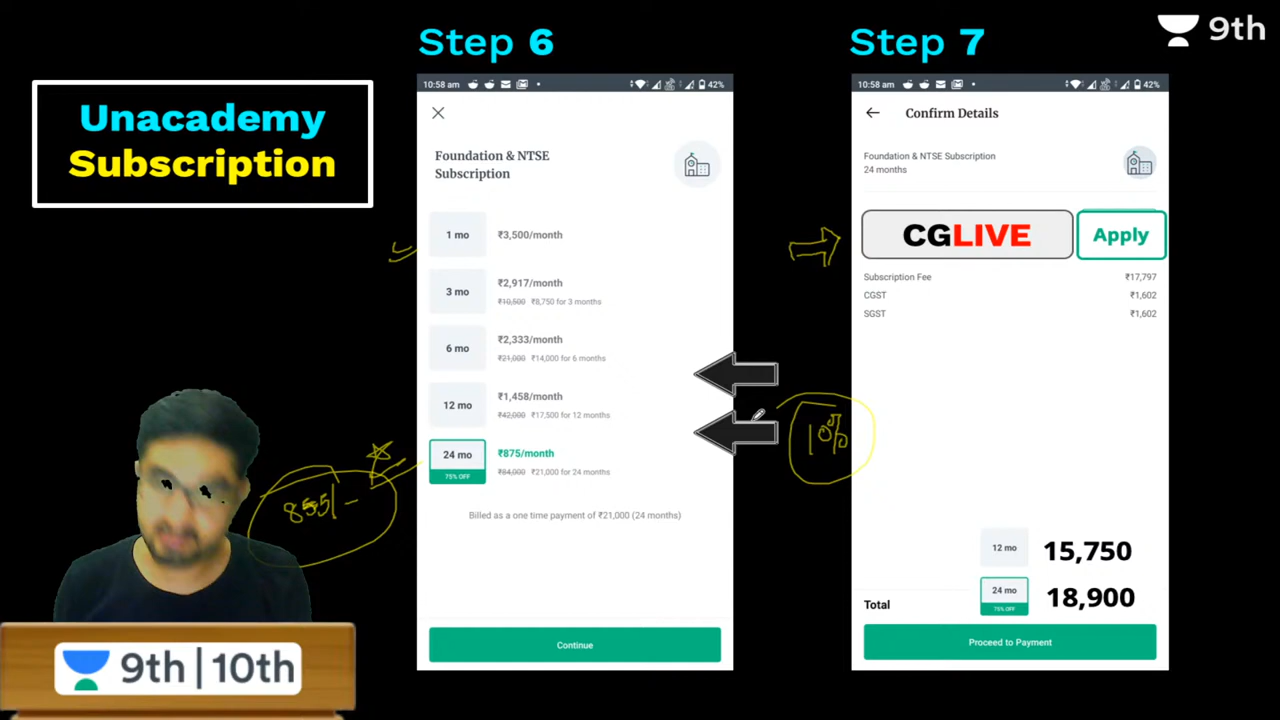 Step 6
Step 7
9th
Unacademy
Subscription
10:58 am
42%
Foundation & NTSE
Subscription
1 mo
₹3,500/month
3 mo
₹2,917/month
₹10,500 ₹8,750 for 3 months
6 mo
₹2,333/month
₹21,000 ₹14,000 for 6 months
12 mo
₹1,458/month
₹42,000 ₹17,500 for 12 months
24 mo
₹875/month
75% OFF
₹84,000 ₹21,000 for 24 months
Billed as a one time payment of ₹21,000 (24 months)
Continue
10:58 am
42%
Confirm Details
Foundation & NTSE Subscription
24 months
CGLIVE
Apply
Subscription Fee ₹17,797
CGST ₹1,602
SGST ₹1,602
12 mo 15,750
24 mo 18,900
75% OFF
Total
Proceed to Payment
10%
855/-
9th|10th